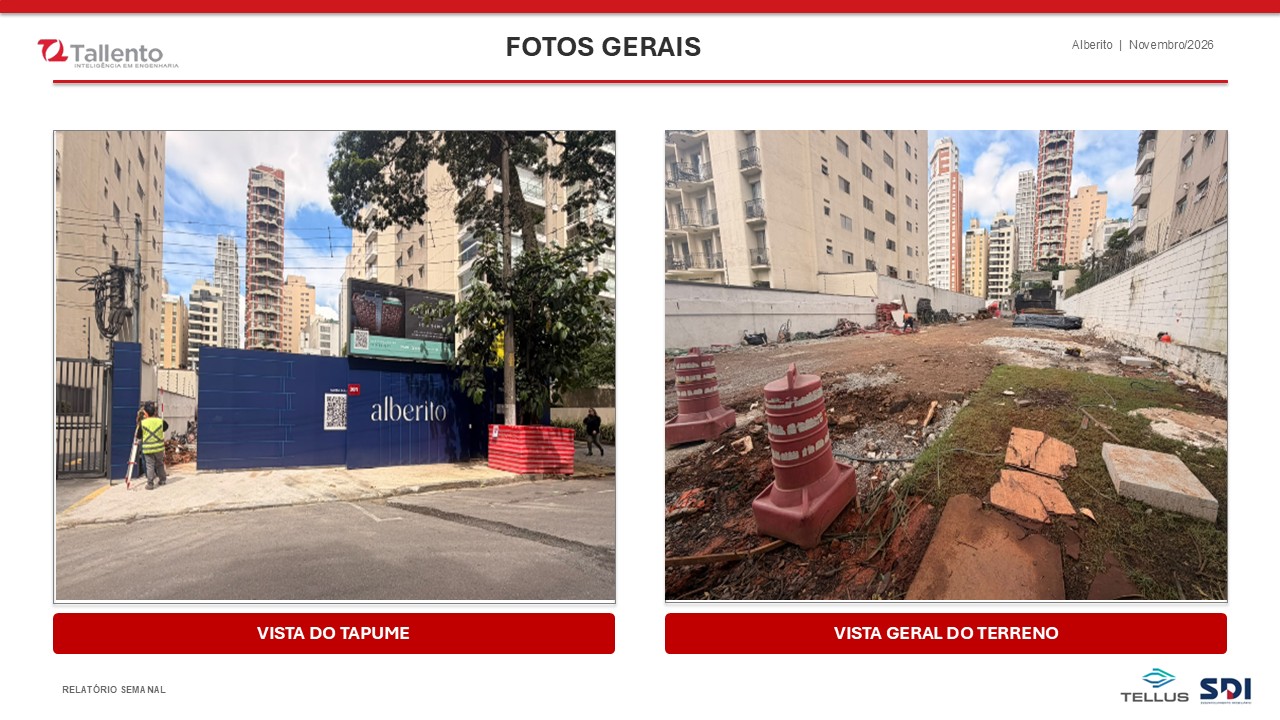 Tallento
INTELIGÊNCIA EM ENGENHARIA
FOTOS GERAIS
Alberito | Novembro/2026
alberito
VISTA DO TAPUME
VISTA GERAL DO TERRENO
RELATÓRIO SEMANAL
TELLUS
SDI